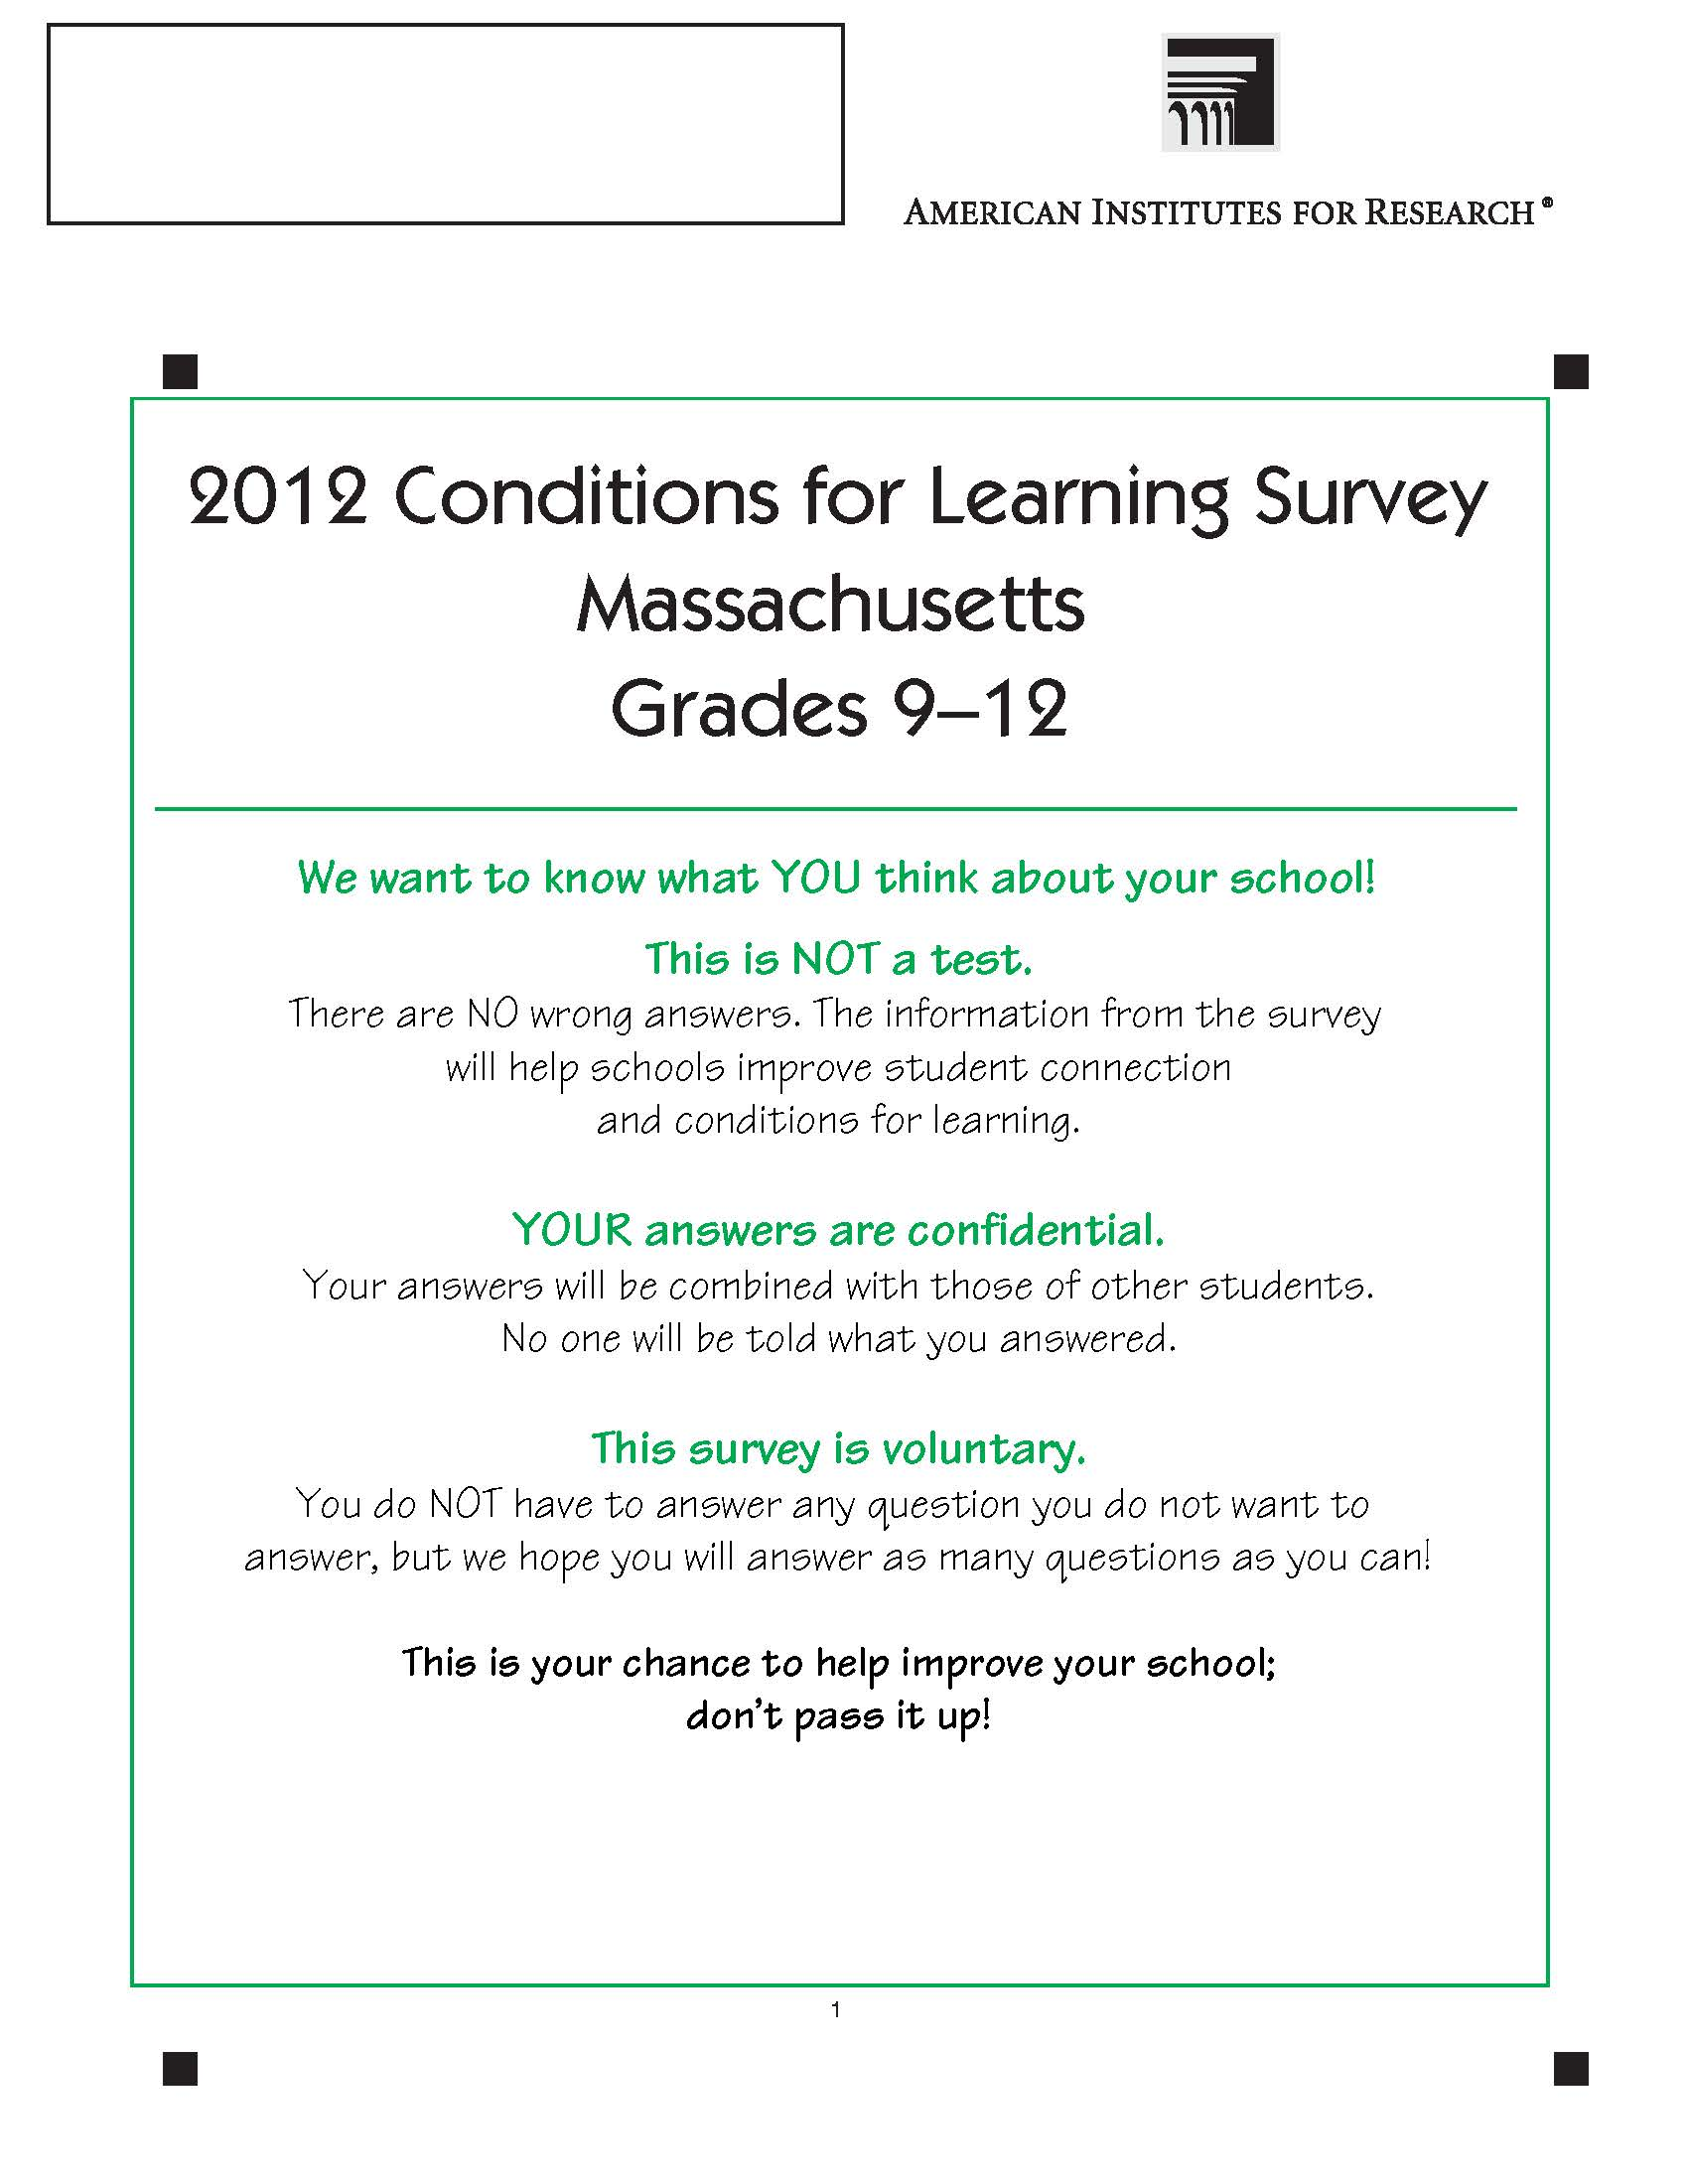 AMERICAN INSTITUTES FOR RESEARCH®
2012 Conditions for Learning Survey
Massachusetts
Grades 9–12
We want to know what YOU think about your school!
This is NOT a test.
There are NO wrong answers. The information from the survey
will help schools improve student connection
and conditions for learning.
YOUR answers are confidential.
Your answers will be combined with those of other students.
No one will be told what you answered.
This survey is voluntary.
You do NOT have to answer any question you do not want to
answer, but we hope you will answer as many questions as you can!
This is your chance to help improve your school;
don’t pass it up!
1